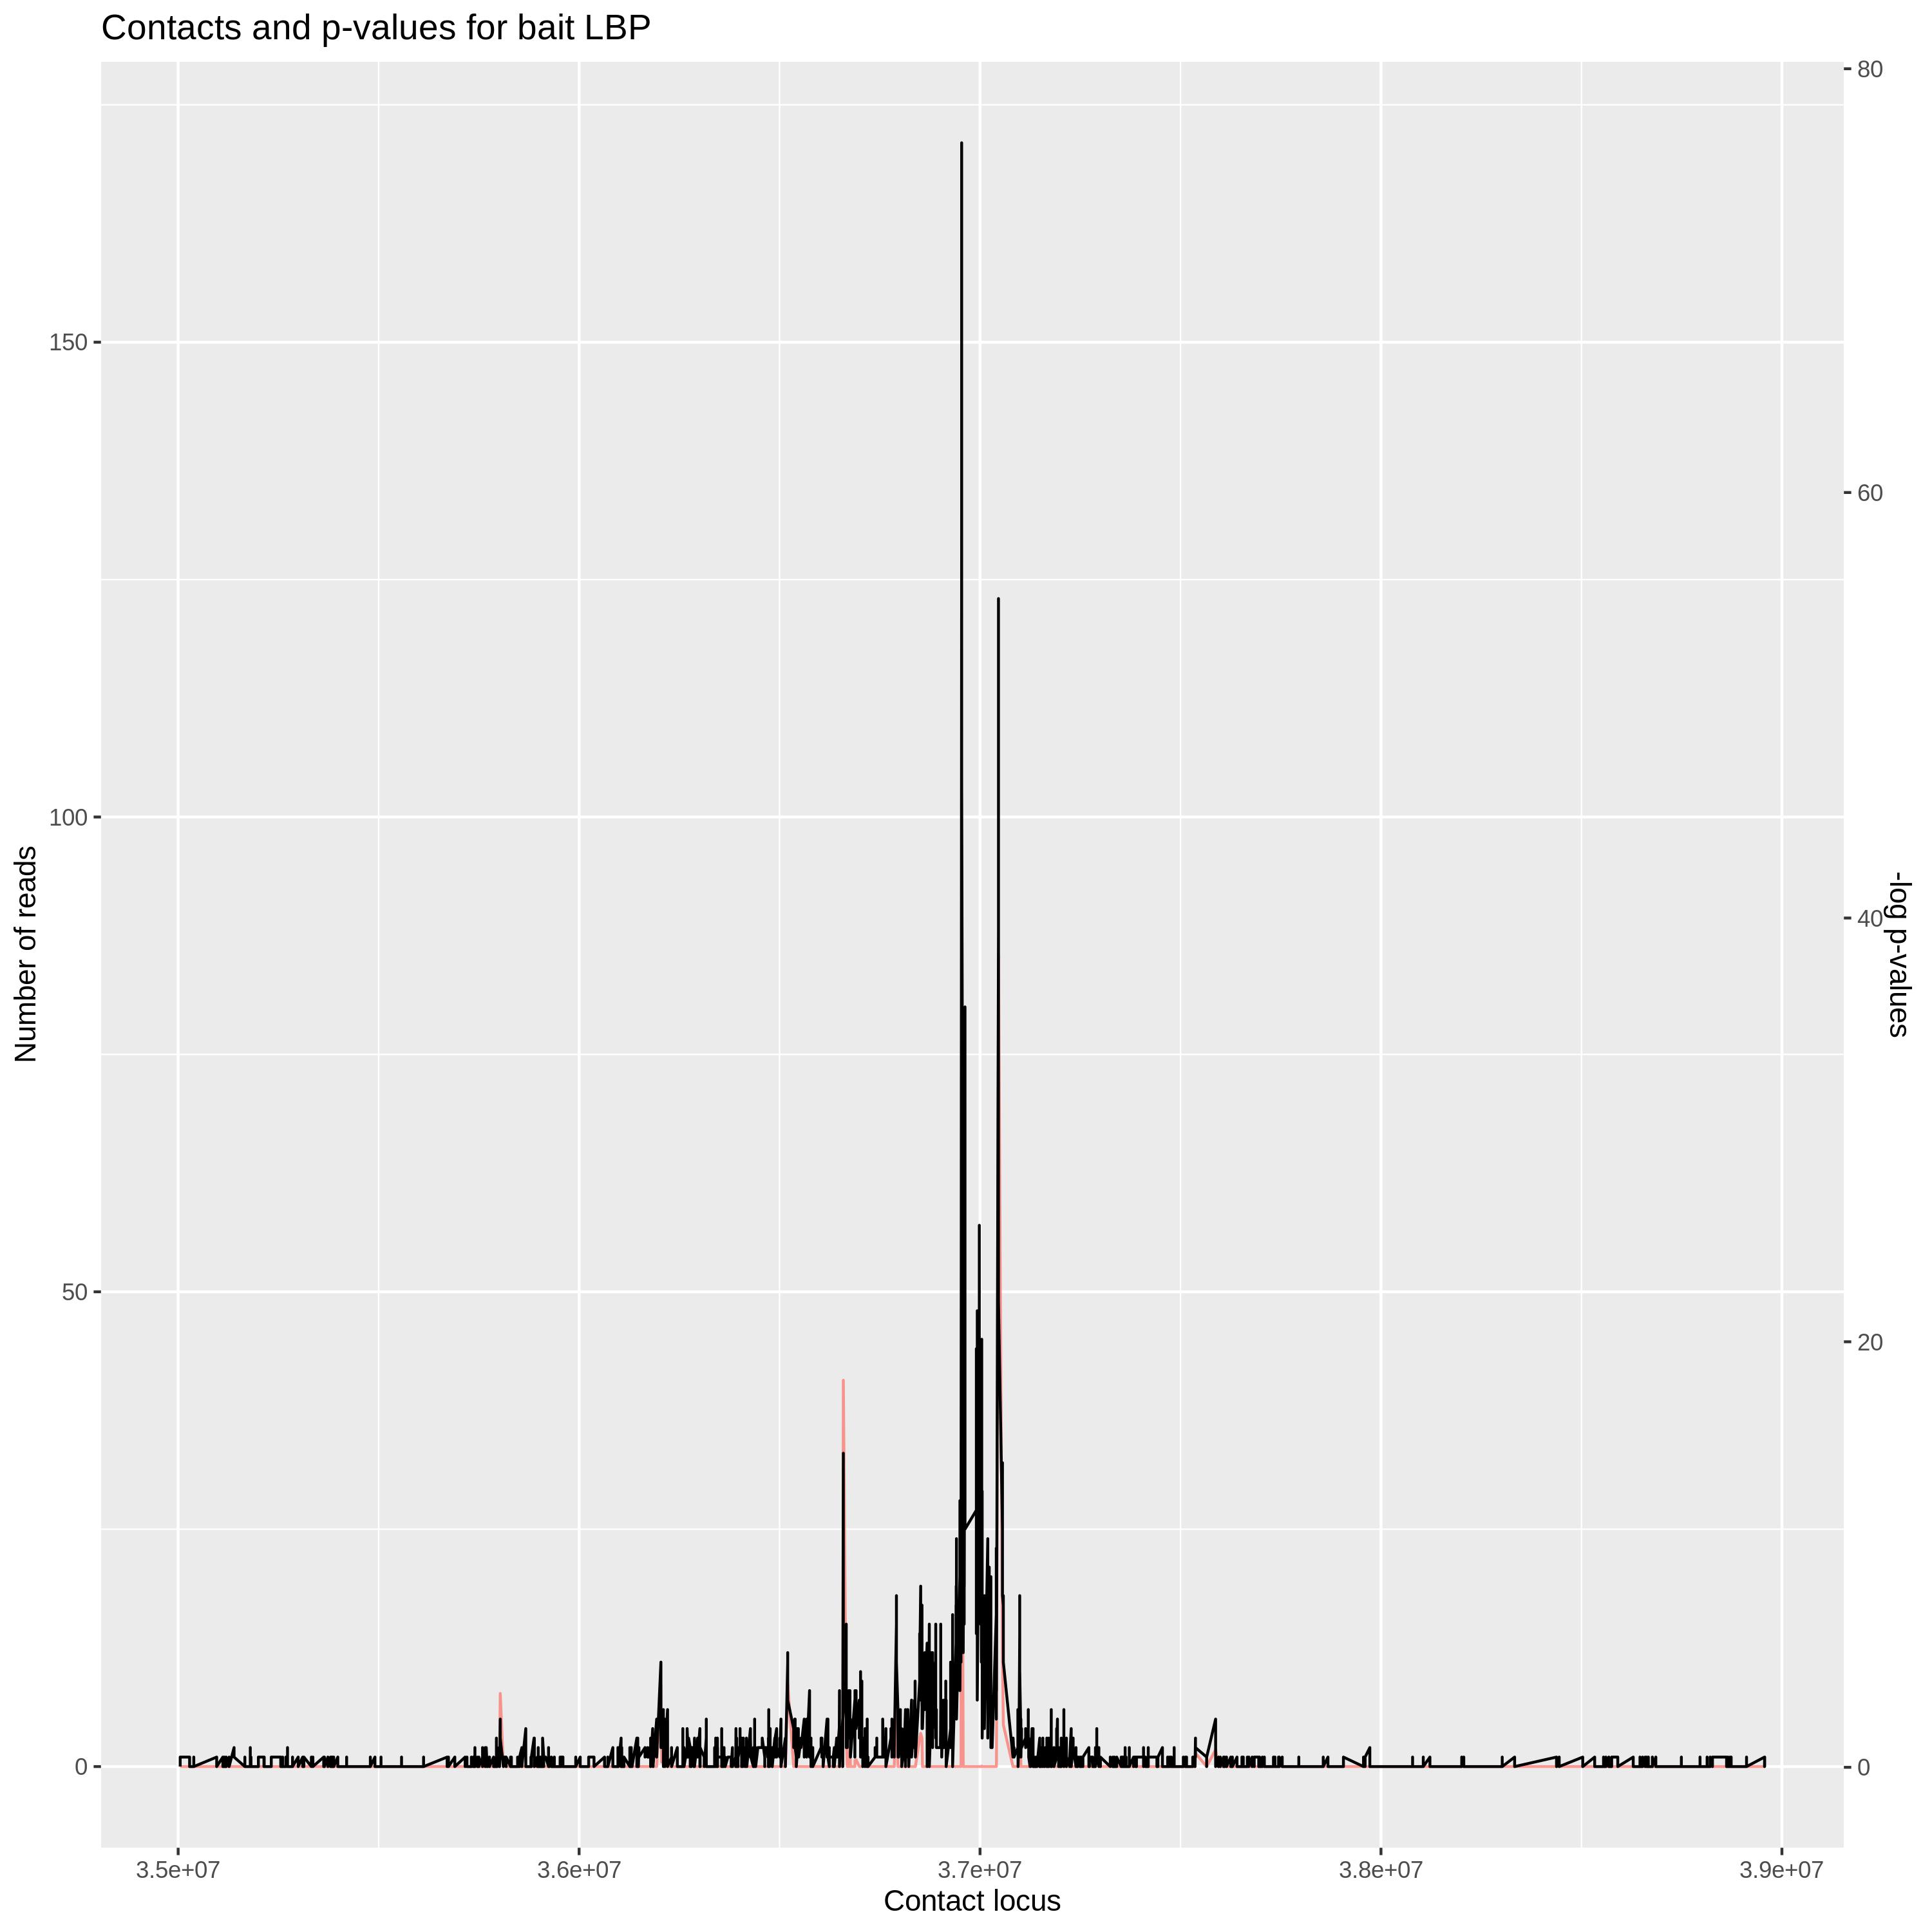 Contacts and p-values for bait LBP
80
150
60
100
Number of reads
40
-log p-values
50
20
0
0
3.5e+07
3.6e+07
3.7e+07
3.8e+07
3.9e+07
Contact locus